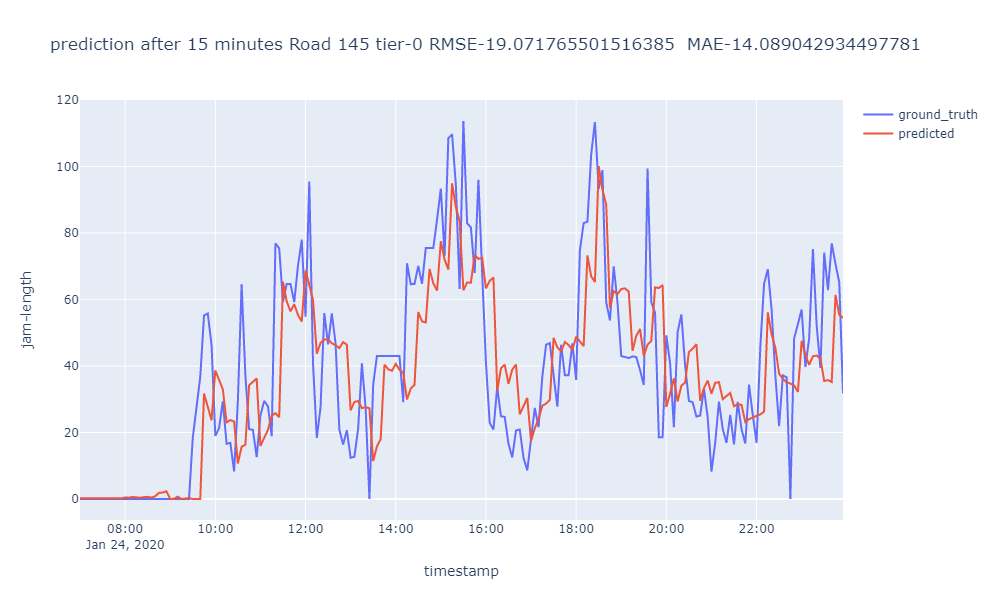 prediction after 15 minutes Road 145 tier-0 RMSE-19.071765501516385  MAE-14.089042934497781
ground_truth
predicted
jam-length
120
100
80
60
40
20
0
08:00 10:00 12:00 14:00 16:00 18:00 20:00 22:00
Jan 24, 2020
timestamp